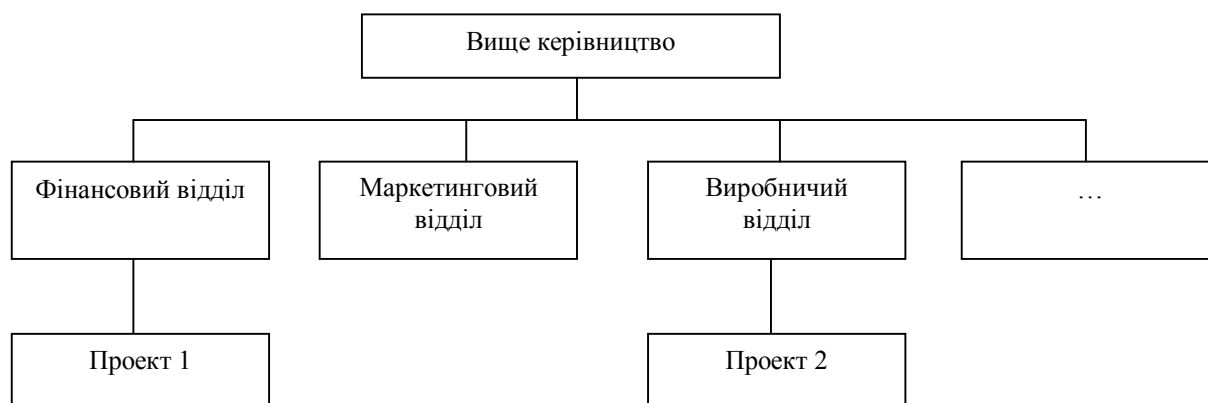 Вище керівництво
Фінансовий відділ
Маркетинговий
відділ
Виробничий
відділ
…
Проект 1
Проект 2